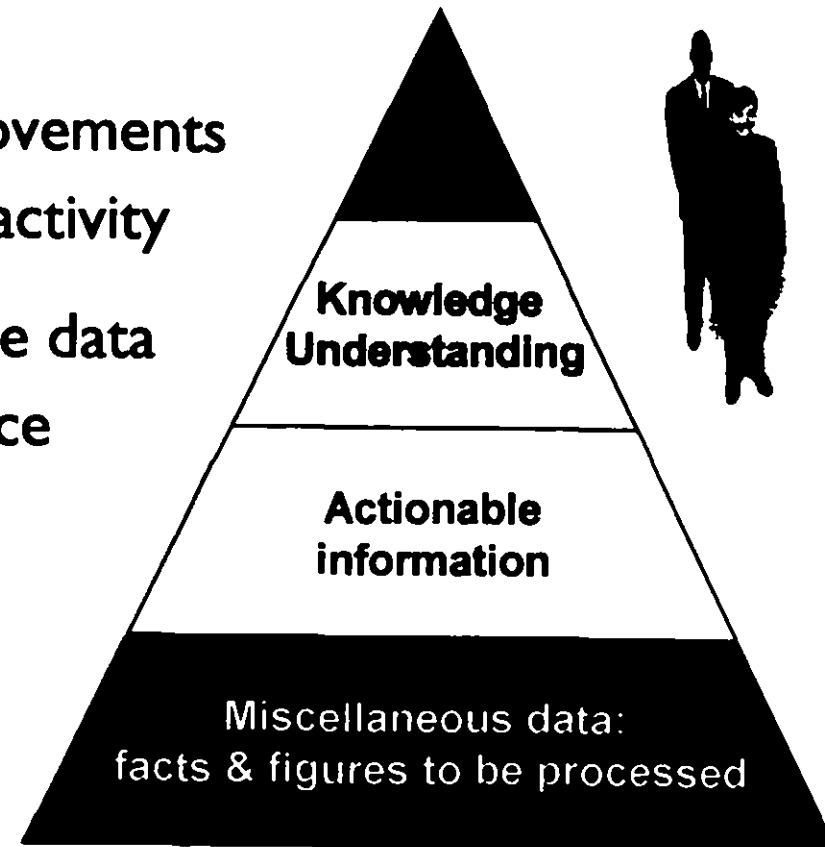 ovements
activity
e data
ce
Knowledge
Understanding
Actionable
information
Miscellaneous data:
facts & figures to be processed